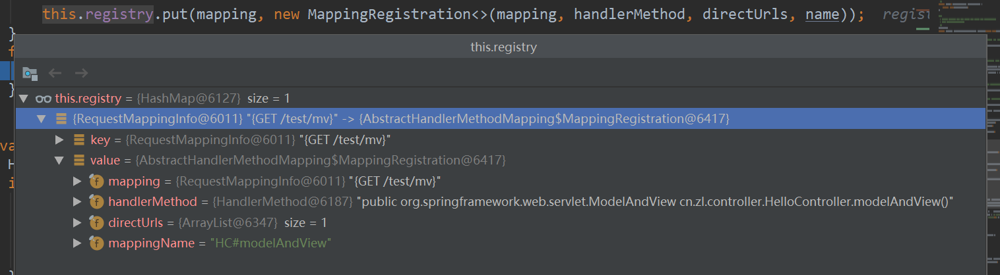 this.registry.put(mapping, new MappingRegistration<>(mapping, handlerMethod, directUrls, name)); regist
}
f
}
va
H
i
}
this.registry
this.registry = {HashMap@6127} size = 1
{RequestMappingInfo@6011} "{GET /test/mv}" -> {AbstractHandlerMethodMapping$MappingRegistration@6417}
key = {RequestMappingInfo@6011} "{GET /test/mv}"
value = {AbstractHandlerMethodMapping$MappingRegistration@6417}
f mapping = {RequestMappingInfo@6011} "{GET /test/mv}"
f handlerMethod = {HandlerMethod@6187} "public org.springframework.web.servlet.ModelAndView cn.zl.controller.HelloController.modelAndView()"
f directUrls = {ArrayList@6347} size = 1
f mappingName = "HC#modelAndView"